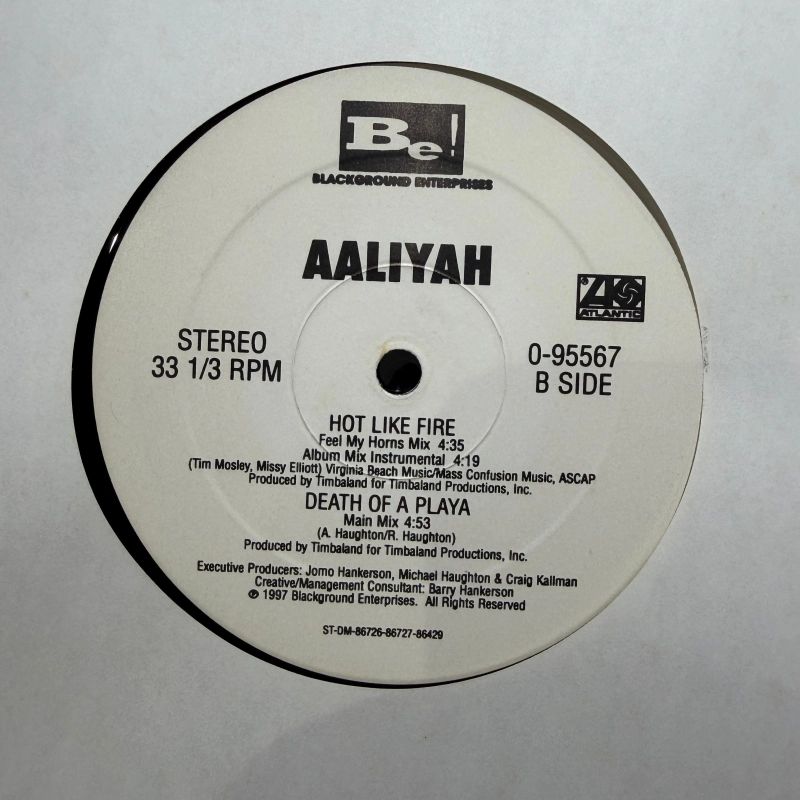 Be!
BLACKGROUND ENTERPRISES
AALIYAH
ATLANTIC
STEREO
33 1/3 RPM
0-95567
B SIDE
HOT LIKE FIRE
Feel My Horns Mix 4:35
Album Mix Instrumental 4:19
(Tim Mosley, Missy Elliott) Virginia Beach Music/Mass Confusion Music, ASCAP
Produced by Timbaland for Timbaland Productions, Inc.
DEATH OF A PLAYA
Main Mix 4:53
(A. Haughton/R. Haughton)
Produced by Timbaland for Timbaland Productions, Inc.
Executive Producers: Jomo Hankerson, Michael Haughton & Craig Kallman
Creative/Management Consultant: Barry Hankerson
℗ 1997 Blackground Enterprises. All Rights Reserved
ST-DM-86726-86727-86429